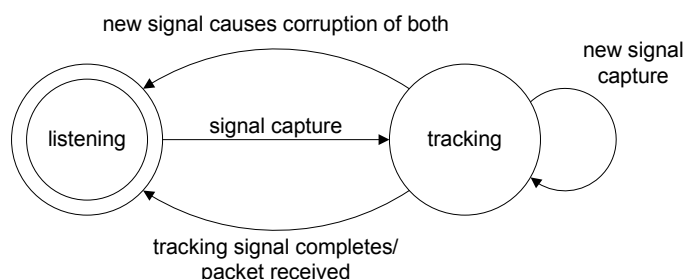 new signal causes corruption of both
new signal
capture
listening
signal capture
tracking
tracking signal completes/
packet received